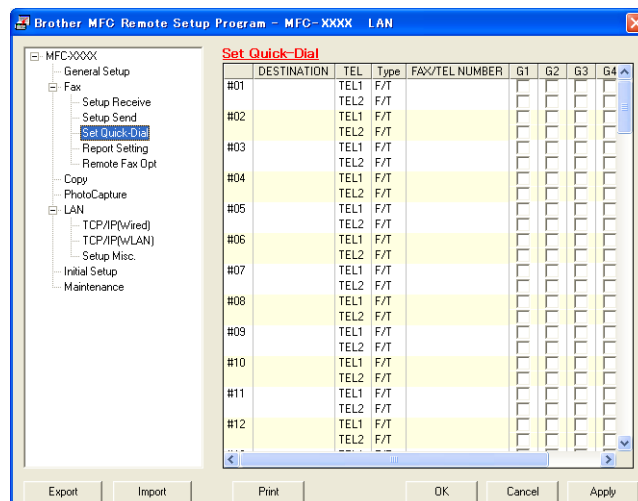 Brother MFC Remote Setup Program - MFC-XXXX LAN
MFC-XXXX
General Setup
Fax
Setup Receive
Setup Send
Set Quick-Dial
Report Setting
Remote Fax Opt
Copy
PhotoCapture
LAN
TCP/IP(Wired)
TCP/IP(WLAN)
Setup Misc.
Initial Setup
Maintenance
Set Quick-Dial
DESTINATION TEL Type FAX/TEL NUMBER G1 G2 G3 G4
#01 TEL1 F/T
TEL2 F/T
#02 TEL1 F/T
TEL2 F/T
#03 TEL1 F/T
TEL2 F/T
#04 TEL1 F/T
TEL2 F/T
#05 TEL1 F/T
TEL2 F/T
#06 TEL1 F/T
TEL2 F/T
#07 TEL1 F/T
TEL2 F/T
#08 TEL1 F/T
TEL2 F/T
#09 TEL1 F/T
TEL2 F/T
#10 TEL1 F/T
TEL2 F/T
#11 TEL1 F/T
TEL2 F/T
#12 TEL1 F/T
TEL2 F/T
Export Import Print OK Cancel Apply